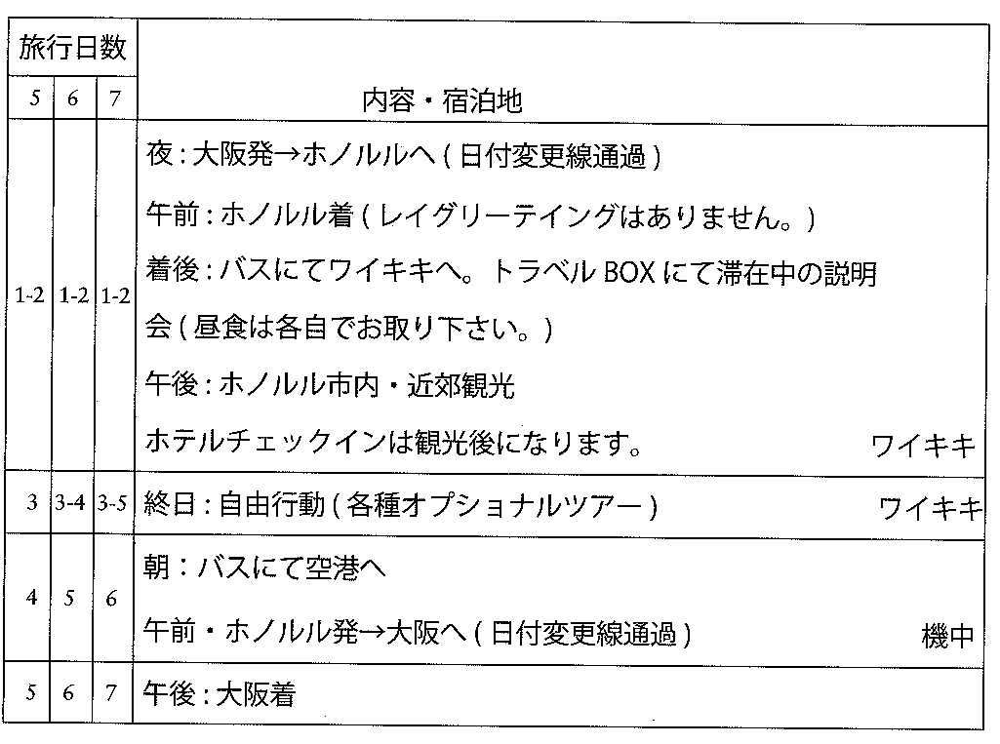 旅行日数
5 6 7 内容・宿泊地
夜:大阪発→ホノルルへ(日付変更線通過)
午前:ホノルル着(レイグリーテイングはありません。)
着後:バスにてワイキキへ。トラベルBOXにて滞在中の説明
1-2 1-2 1-2
会(昼食は各自でお取り下さい。)
午後:ホノルル市内・近郊観光
ホテルチェックインは観光後になります。 ワイキキ
3 3-4 3-5 終日:自由行動(各種オプショナルツアー) ワイキキ
朝:バスにて空港へ
4 5 6
午前・ホノルル発→大阪へ(日付変更線通過) 機中
5 6 7 午後:大阪着